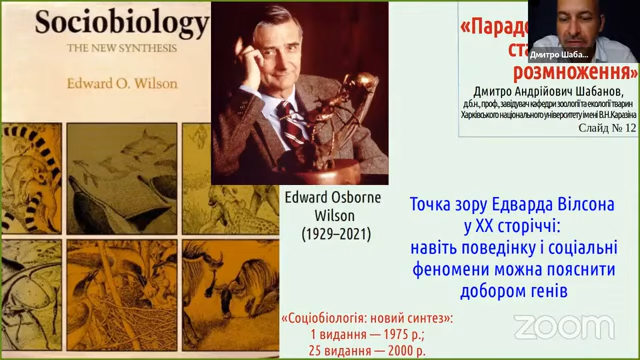 Sociobiology
THE NEW SYNTHESIS
Edward O. Wilson
Edward Osborne
Wilson
(1929–2021)
«Соціобіологія: новий синтез»:
1 видання — 1975 р.;
25 видання — 2000 р.
«Парадо
ста
розмноження»
Дмитро Шаба...
Дмитро Андрійович Шабанов,
д.б.н., проф., завідувач кафедри зоології та екології тварин
Харківського національного університету імені В.Н.Каразіна
Слайд № 12
Точка зору Едварда Вілсона
у ХХ сторіччі:
навіть поведінку і соціальні
феномени можна пояснити
добором генів
zoom